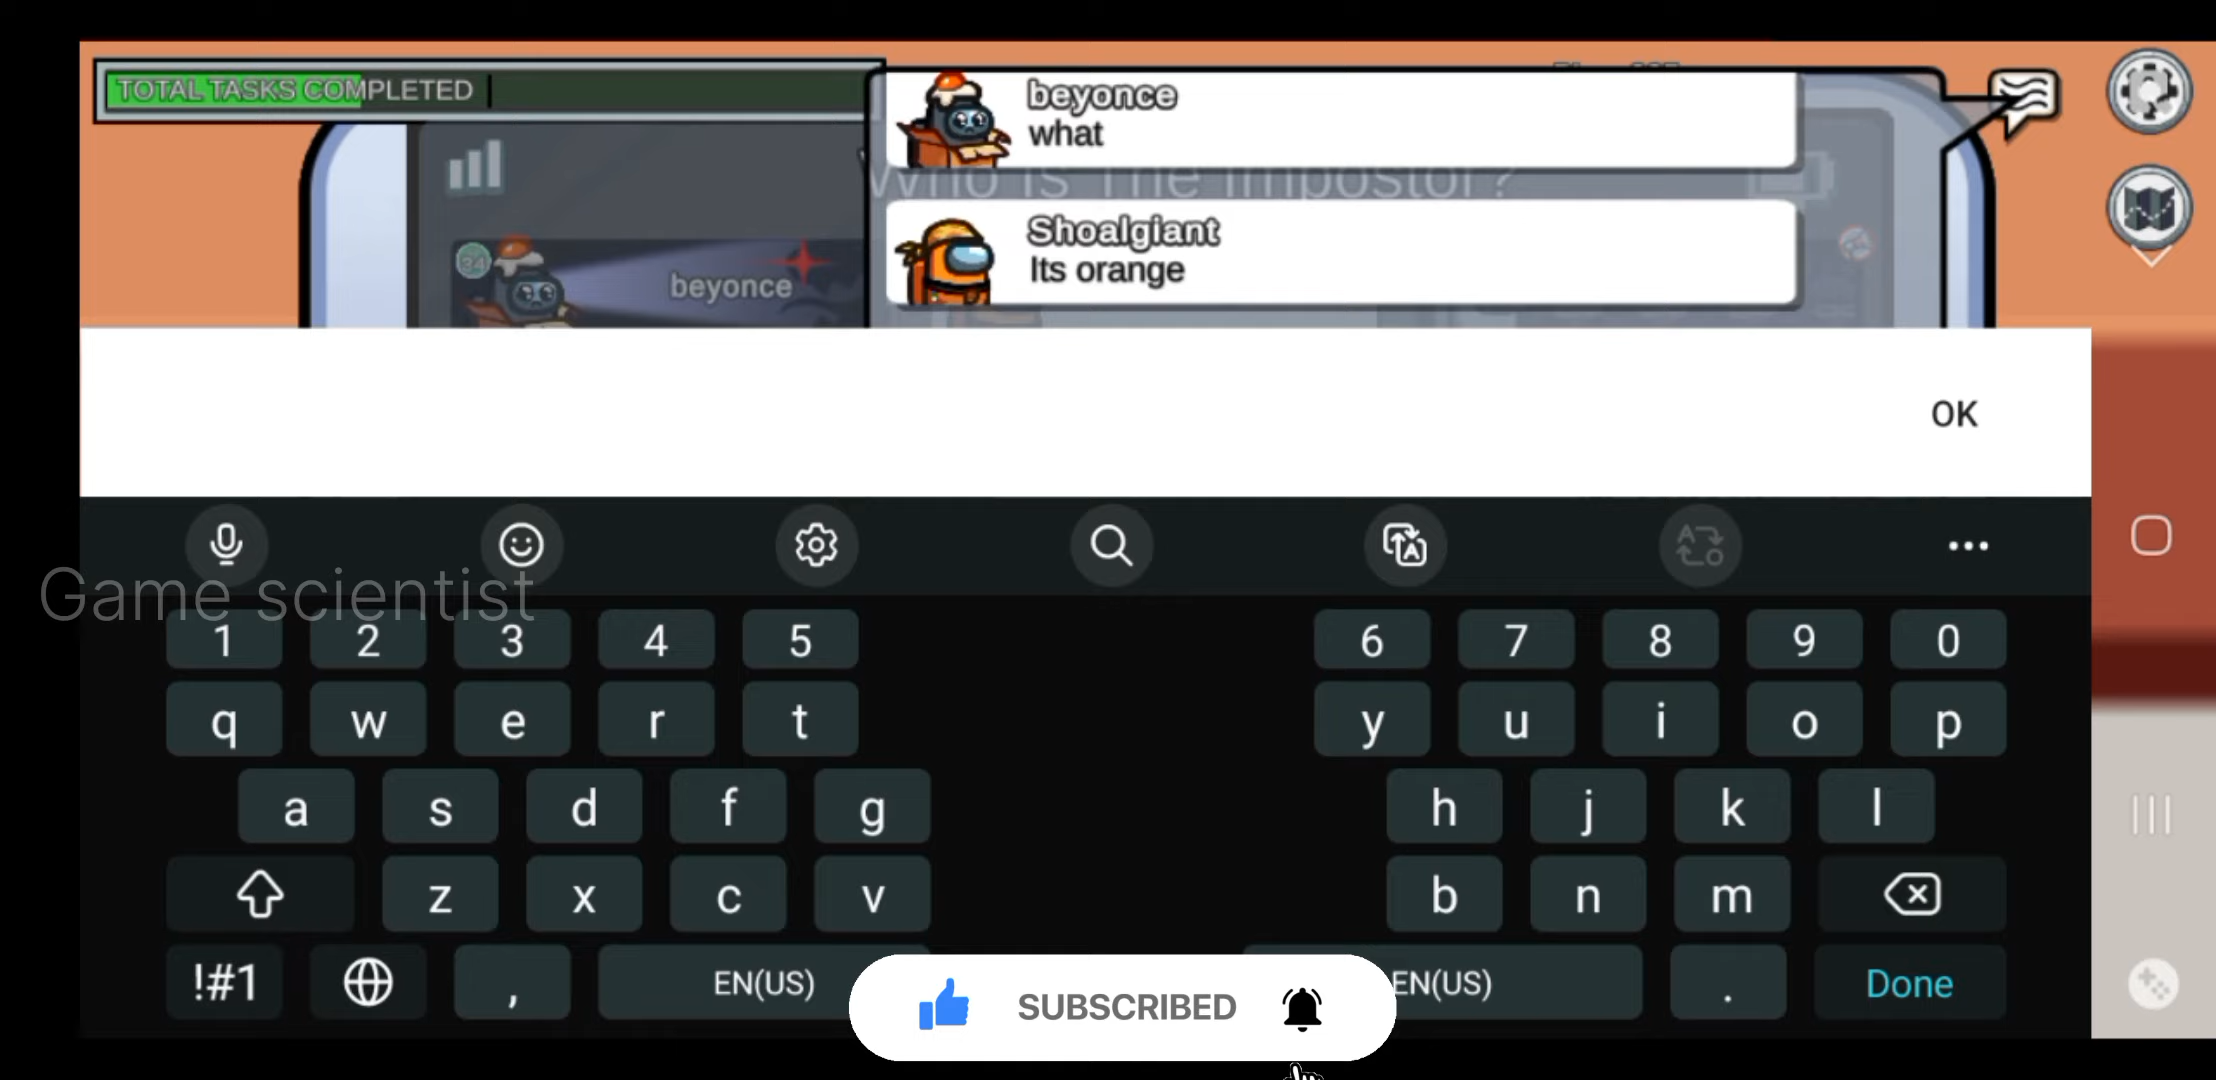 TOTAL TASKS COMPLETED
beyonce
what
Who Is The Impostor?
Shoalgiant
Its orange
34
beyonce
OK
Game scientist
1 2 3 4 5 6 7 8 9 0
q w e r t y u i o p
a s d f g h j k l
z x c v b n m
!#1 , EN(US) EN(US) . Done
SUBSCRIBED